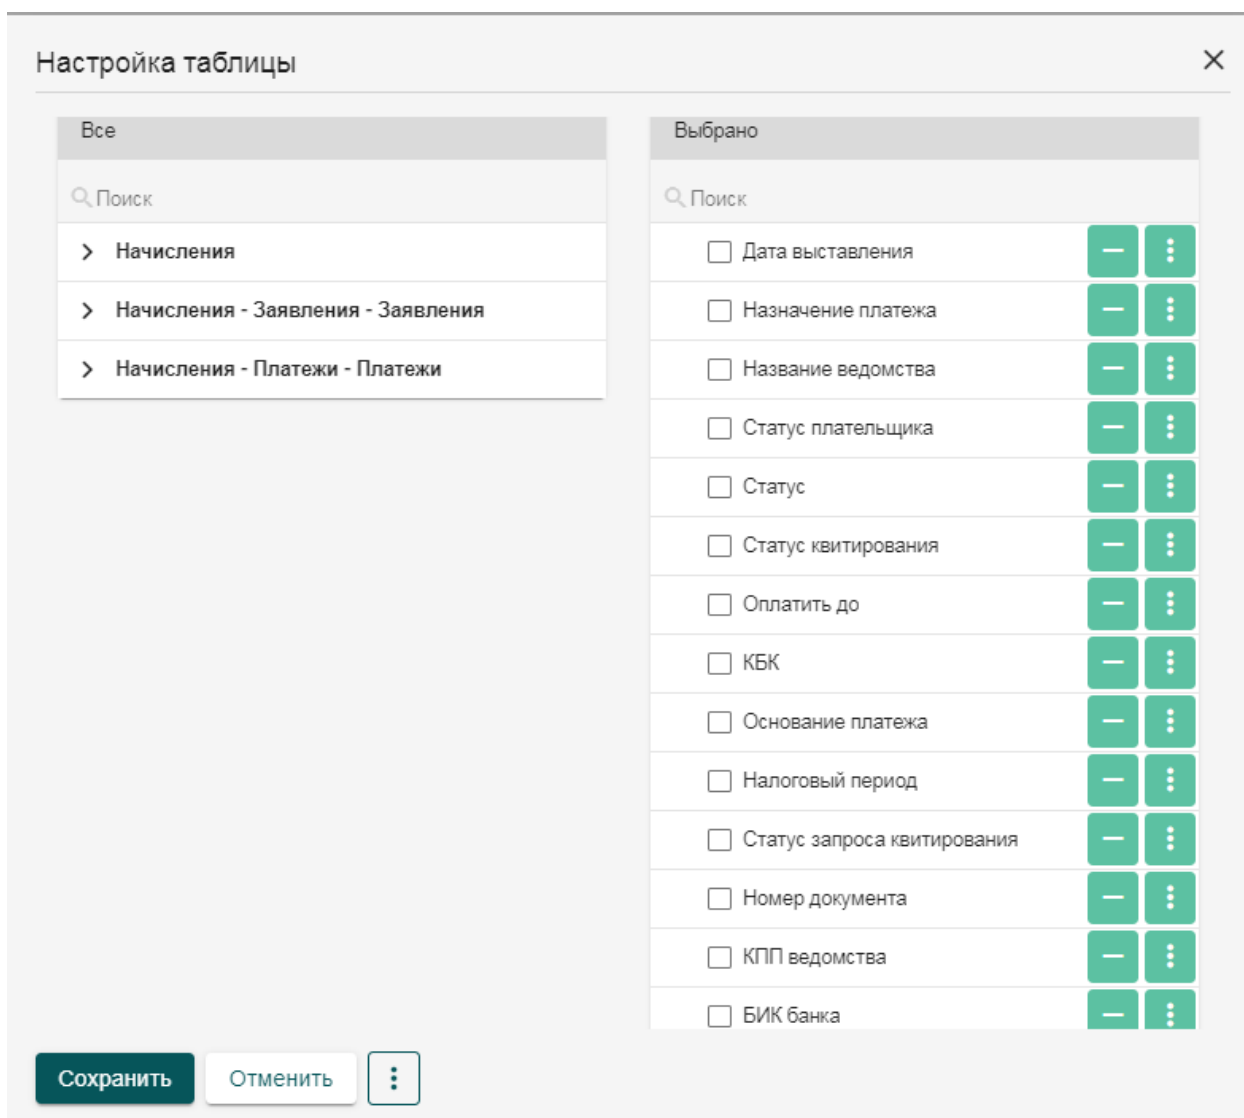 Настройка таблицы
Все
Поиск
Начисления
Начисления - Заявления - Заявления
Начисления - Платежи - Платежи
Выбрано
Поиск
Дата выставления
Назначение платежа
Название ведомства
Статус плательщика
Статус
Статус квитирования
Оплатить до
КБК
Основание платежа
Налоговый период
Статус запроса квитирования
Номер документа
КПП ведомства
БИК банка
Сохранить
Отменить